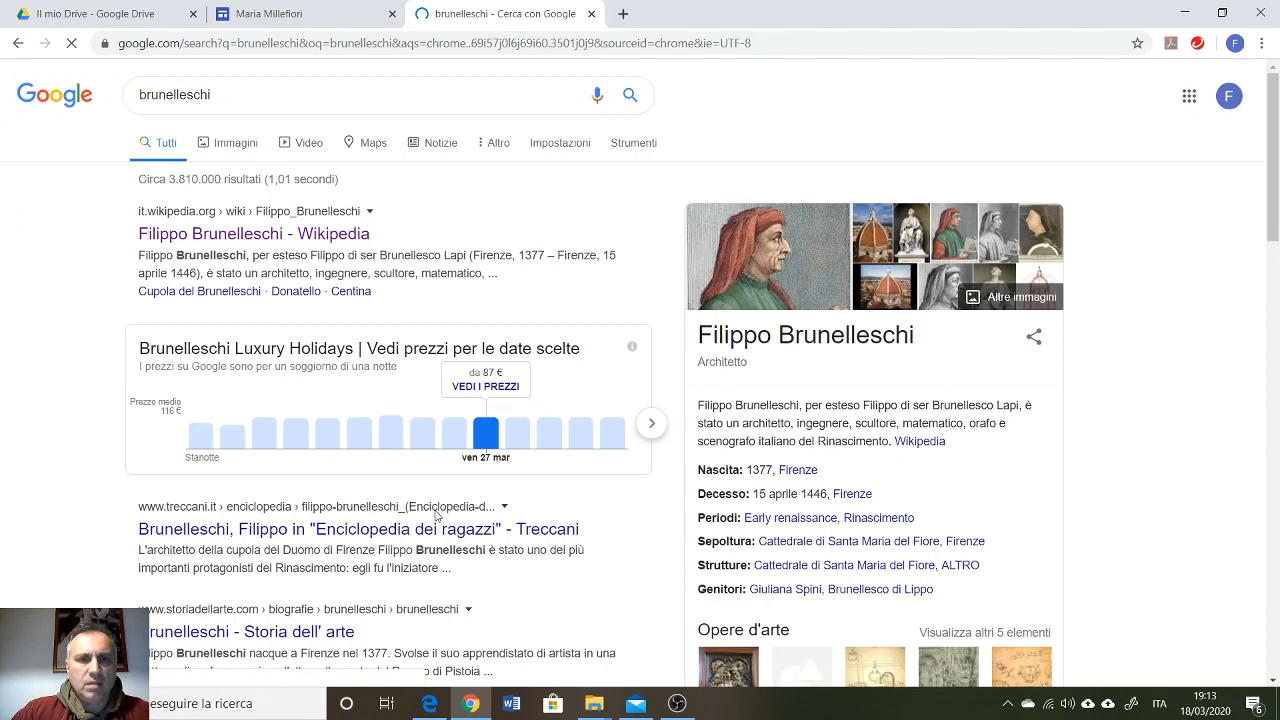 Il mio Drive - Google Drive
Maria Millefiori
brunelleschi - Cerca con Google
google.com/search?q=brunelleschi&oq=brunelleschi&aqs=chrome..69i57j0l6j69i60.3501j0j9&sourceid=chrome&ie=UTF-8
F
Google
brunelleschi
F
Tutti
Immagini
Video
Maps
Notizie
Altro
Impostazioni
Strumenti
Circa 3.810.000 risultati (1,01 secondi)
it.wikipedia.org › wiki › Filippo_Brunelleschi
Filippo Brunelleschi - Wikipedia
Filippo Brunelleschi, per esteso Filippo di ser Brunellesco Lapi (Firenze, 1377 – Firenze, 15
aprile 1446), è stato un architetto, ingegnere, scultore, matematico, ...
Cupola del Brunelleschi · Donatello · Centina
Brunelleschi Luxury Holidays | Vedi prezzi per le date scelte
I prezzi su Google sono per un soggiorno di una notte
da 87 €
VEDI I PREZZI
Prezzo medio
116 €
Stanotte
ven 27 mar
www.treccani.it › enciclopedia › filippo-brunelleschi_(Enciclopedia-d...
Brunelleschi, Filippo in "Enciclopedia dei ragazzi" - Treccani
L'architetto della cupola del Duomo di Firenze Filippo Brunelleschi è stato uno dei più
importanti protagonisti del Rinascimento: egli fu l'iniziatore ...
www.storiadellarte.com › biografie › brunelleschi › brunelleschi
runelleschi - Storia dell' arte
ippo Brunelleschi nacque a Firenze nel 1377. Svolse il suo apprendistato di artista in una
di Pistoia ...
Altre immagini
Filippo Brunelleschi
Architetto
Filippo Brunelleschi, per esteso Filippo di ser Brunellesco Lapi, è
stato un architetto, ingegnere, scultore, matematico, orafo e
scenografo italiano del Rinascimento. Wikipedia
Nascita: 1377, Firenze
Decesso: 15 aprile 1446, Firenze
Periodi: Early renaissance, Rinascimento
Sepoltura: Cattedrale di Santa Maria del Fiore, Firenze
Strutture: Cattedrale di Santa Maria del Fiore, ALTRO
Genitori: Giuliana Spini, Brunellesco di Lippo
Opere d'arte
Visualizza altri 5 elementi
eseguire la ricerca
ITA
19:13
18/03/2020
6